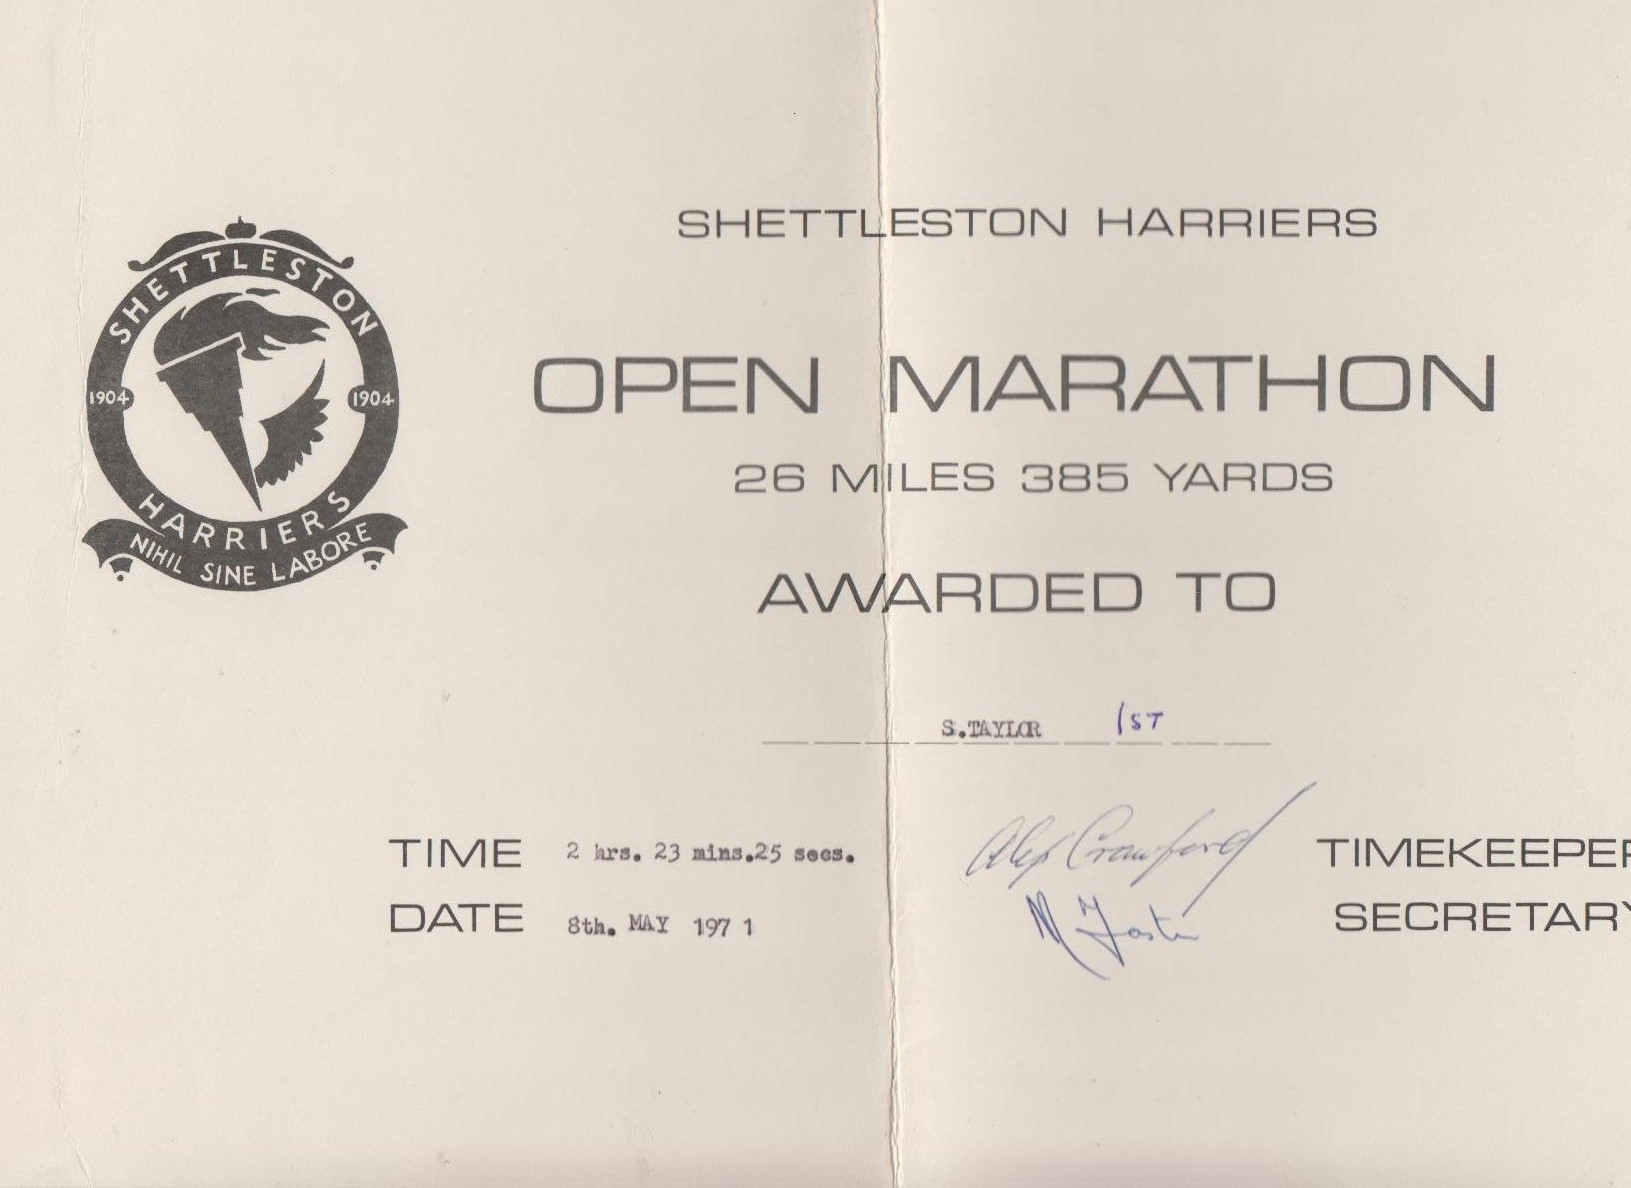 SHETTLESTON HARRIERS
OPEN MARATHON
26 MILES 385 YARDS
AWARDED TO
S.TAYLOR 1ST
TIME 2 hrs. 23 mins.25 secs. Alex Crawford TIMEKEEPER
DATE 8th. MAY 197 1 M Foster SECRETARY
SHETTLESTON
1904 1904
HARRIERS
NIHIL SINE LABORE